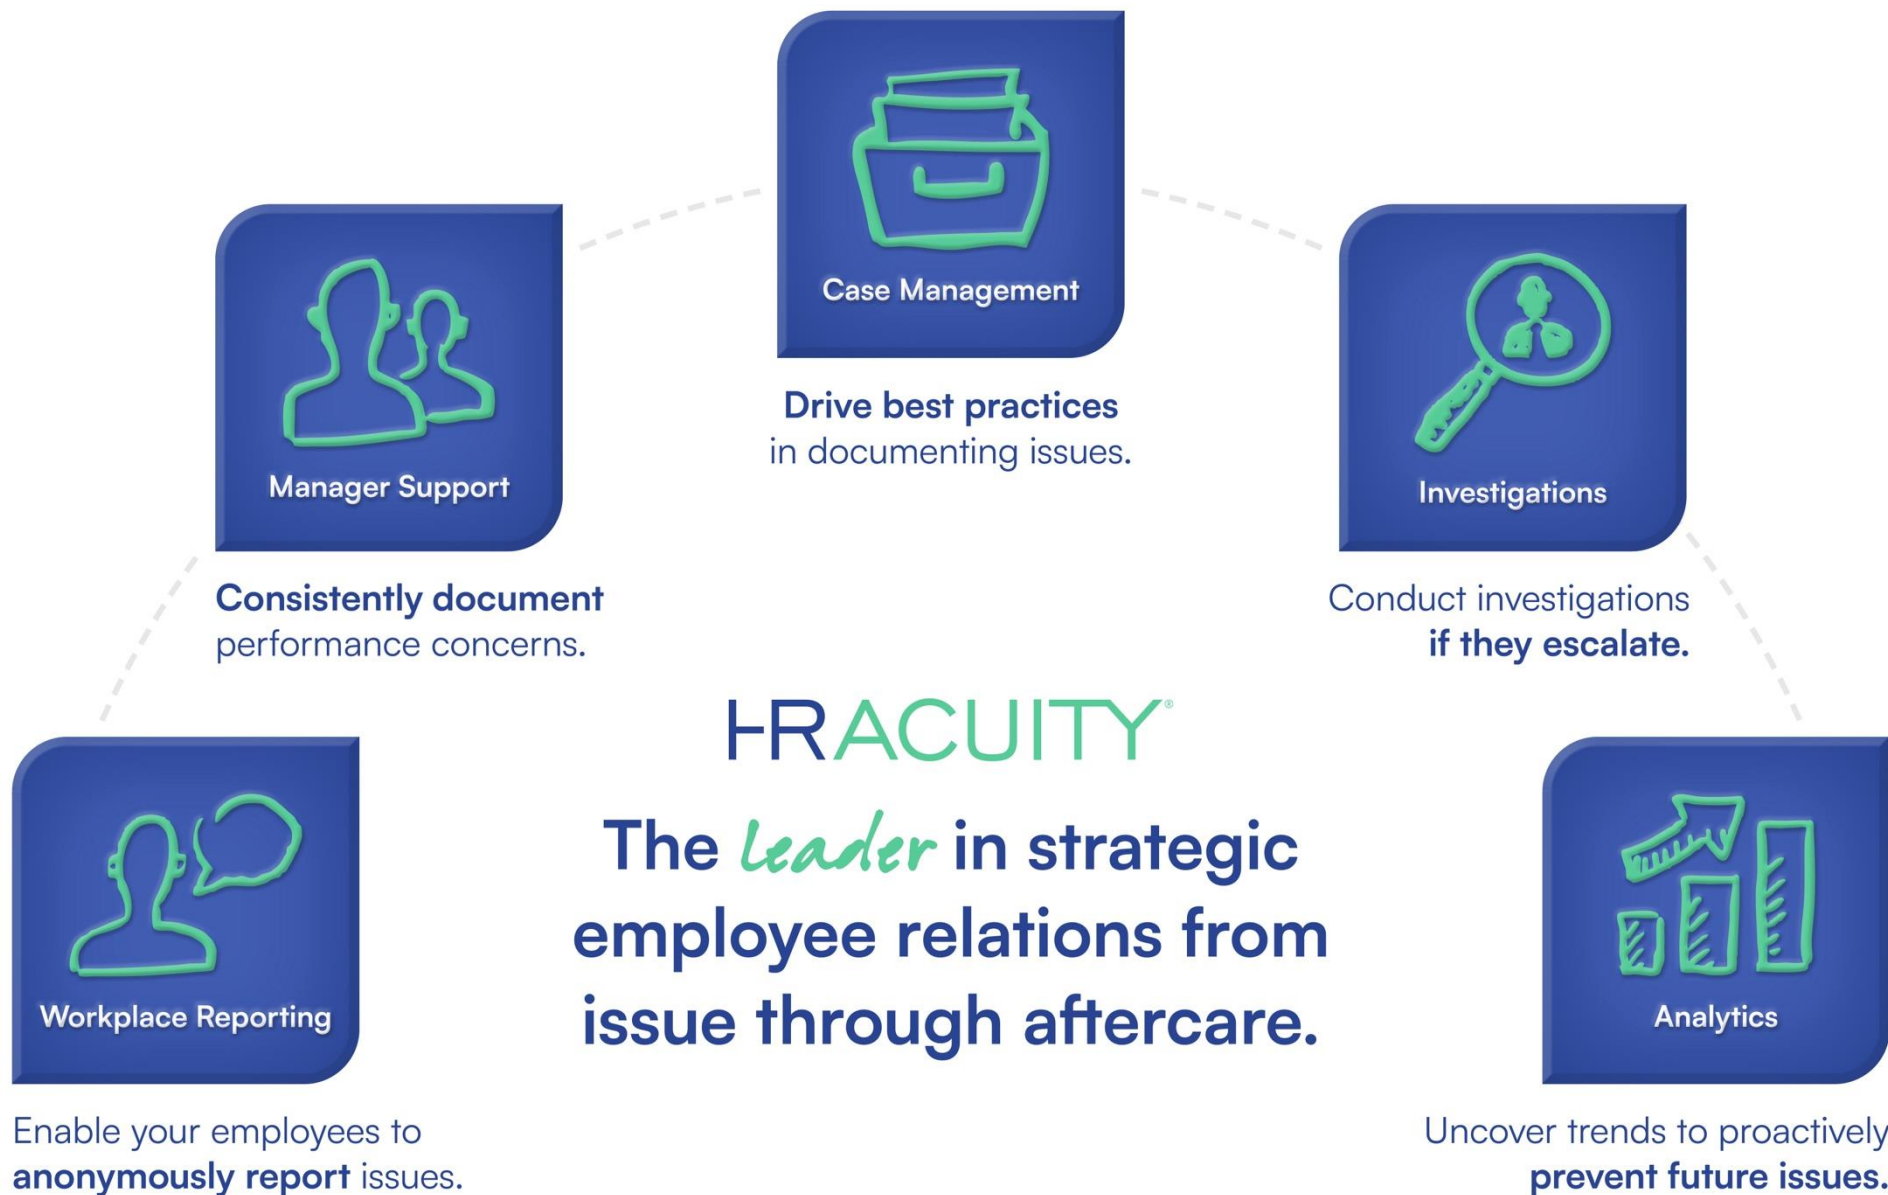 Case Management
Drive best practices
in documenting issues.
Manager Support
Consistently document
performance concerns.
Investigations
Conduct investigations
if they escalate.
Workplace Reporting
Enable your employees to
anonymously report issues.
HRACUITY®
The Leader in strategic
employee relations from
issue through aftercare.
Analytics
Uncover trends to proactively
prevent future issues.